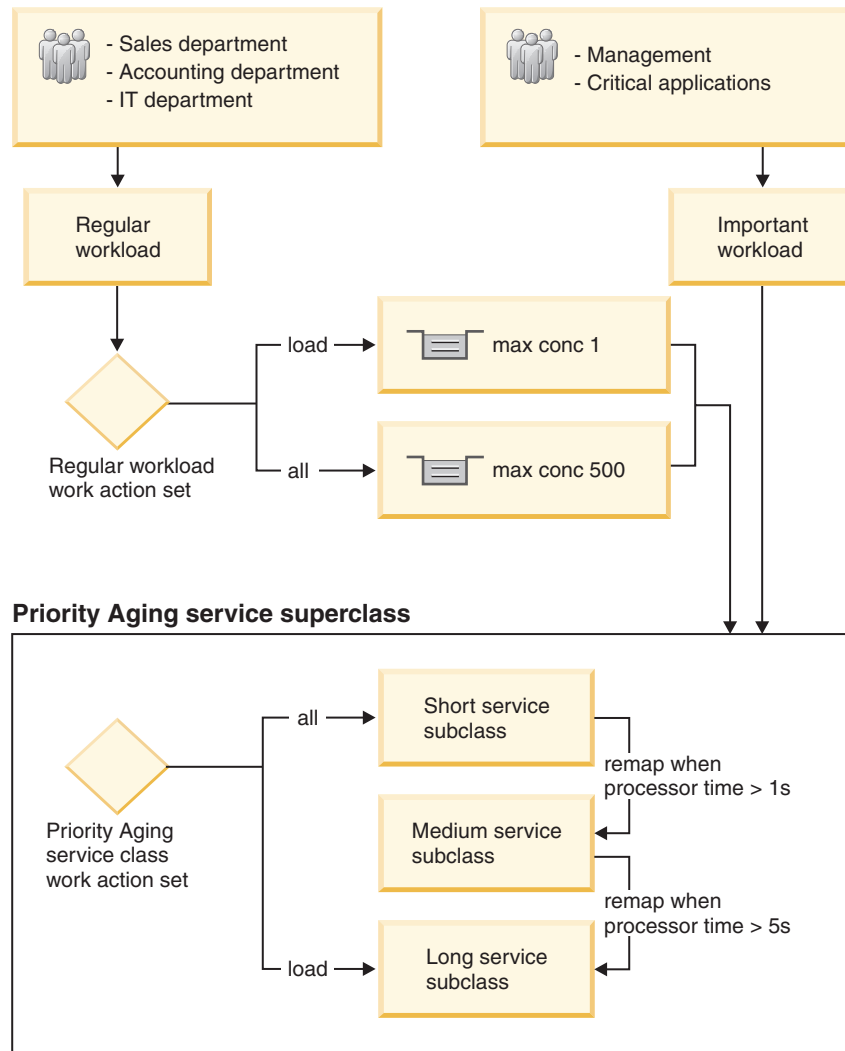 - Sales department
- Accounting department
- IT department
- Management
- Critical applications
Regular
workload
Important
workload
load
max conc 1
all
max conc 500
Regular workload
work action set
Priority Aging service superclass
all
Short service
subclass
remap when
processor time > 1s
Priority Aging
service class
work action set
Medium service
subclass
remap when
processor time > 5s
load
Long service
subclass